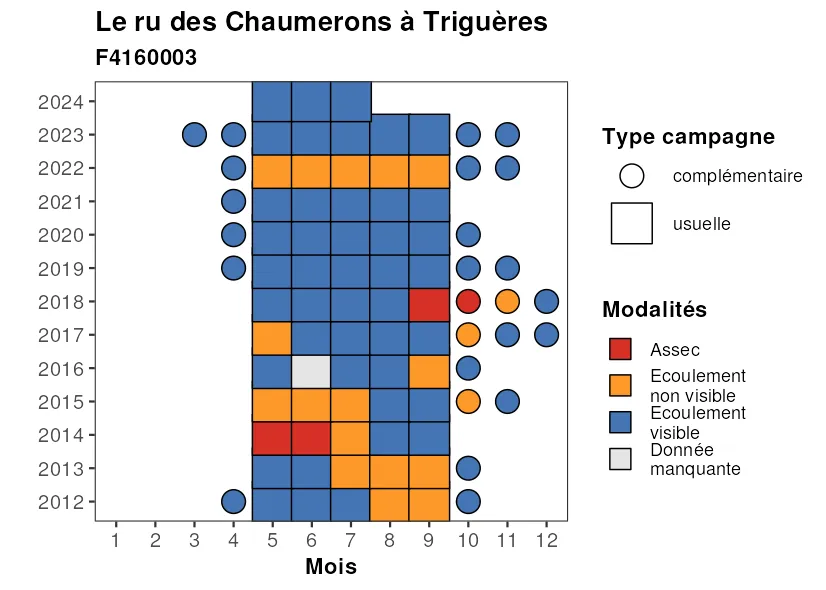 Le ru des Chaumerons à Triguères
F4160003
2024
2023
2022
2021
2020
2019
2018
2017
2016
2015
2014
2013
2012
1 2 3 4 5 6 7 8 9 10 11 12
Mois
Type campagne
complémentaire
usuelle
Modalités
Assec
Ecoulement
non visible
Ecoulement
visible
Donnée
manquante